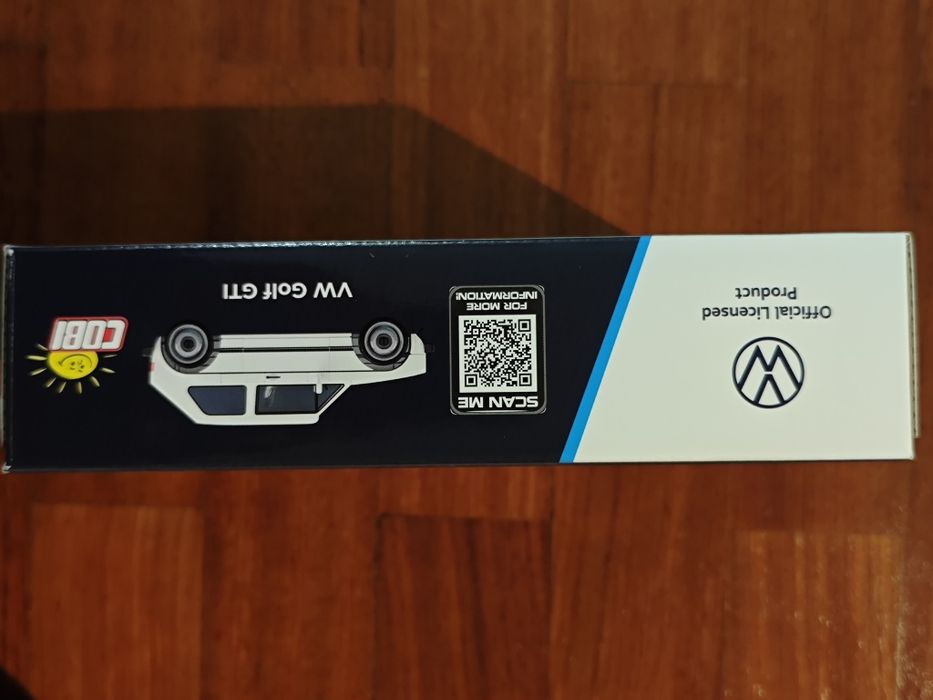 Official Licensed
Product
SCAN ME
FOR MORE
INFORMATION!
VW Golf GTI
COBI